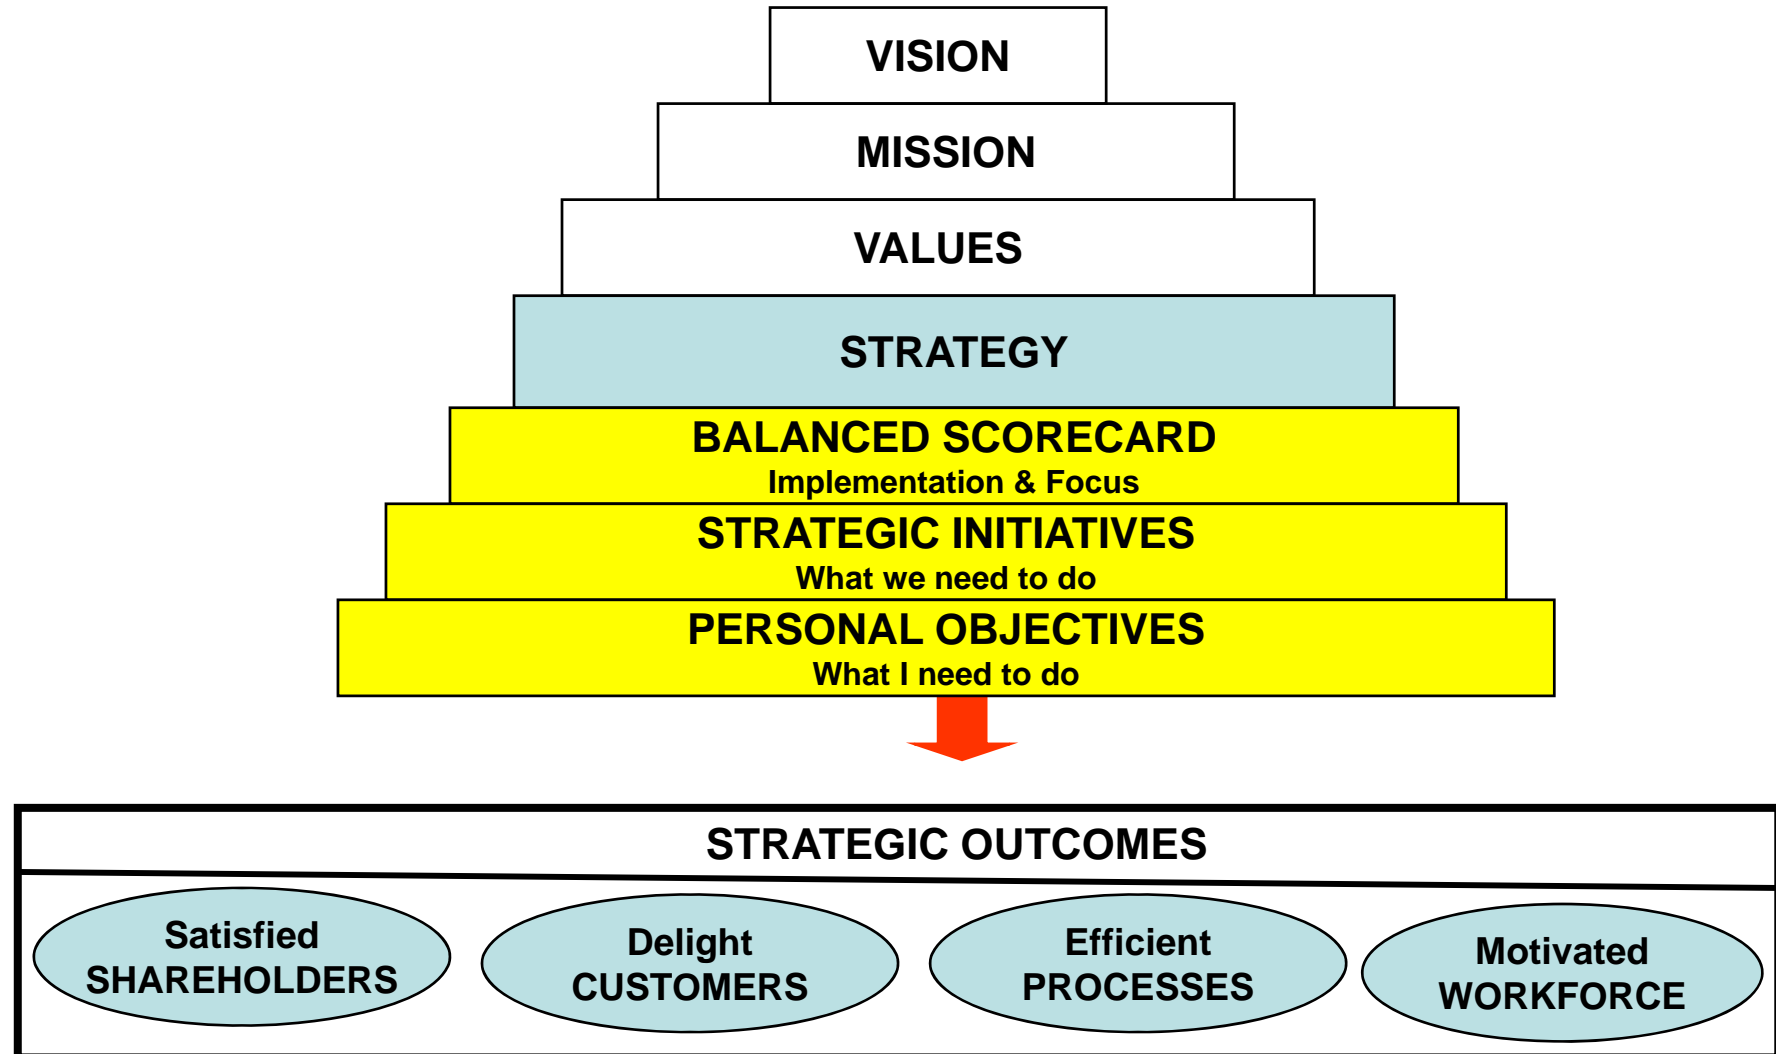 VISION
MISSION
VALUES
STRATEGY
BALANCED SCORECARD
Implementation & Focus
STRATEGIC INITIATIVES
What we need to do
PERSONAL OBJECTIVES
What I need to do
STRATEGIC OUTCOMES
Satisfied
SHAREHOLDERS
Delight
CUSTOMERS
Efficient
PROCESSES
Motivated
WORKFORCE